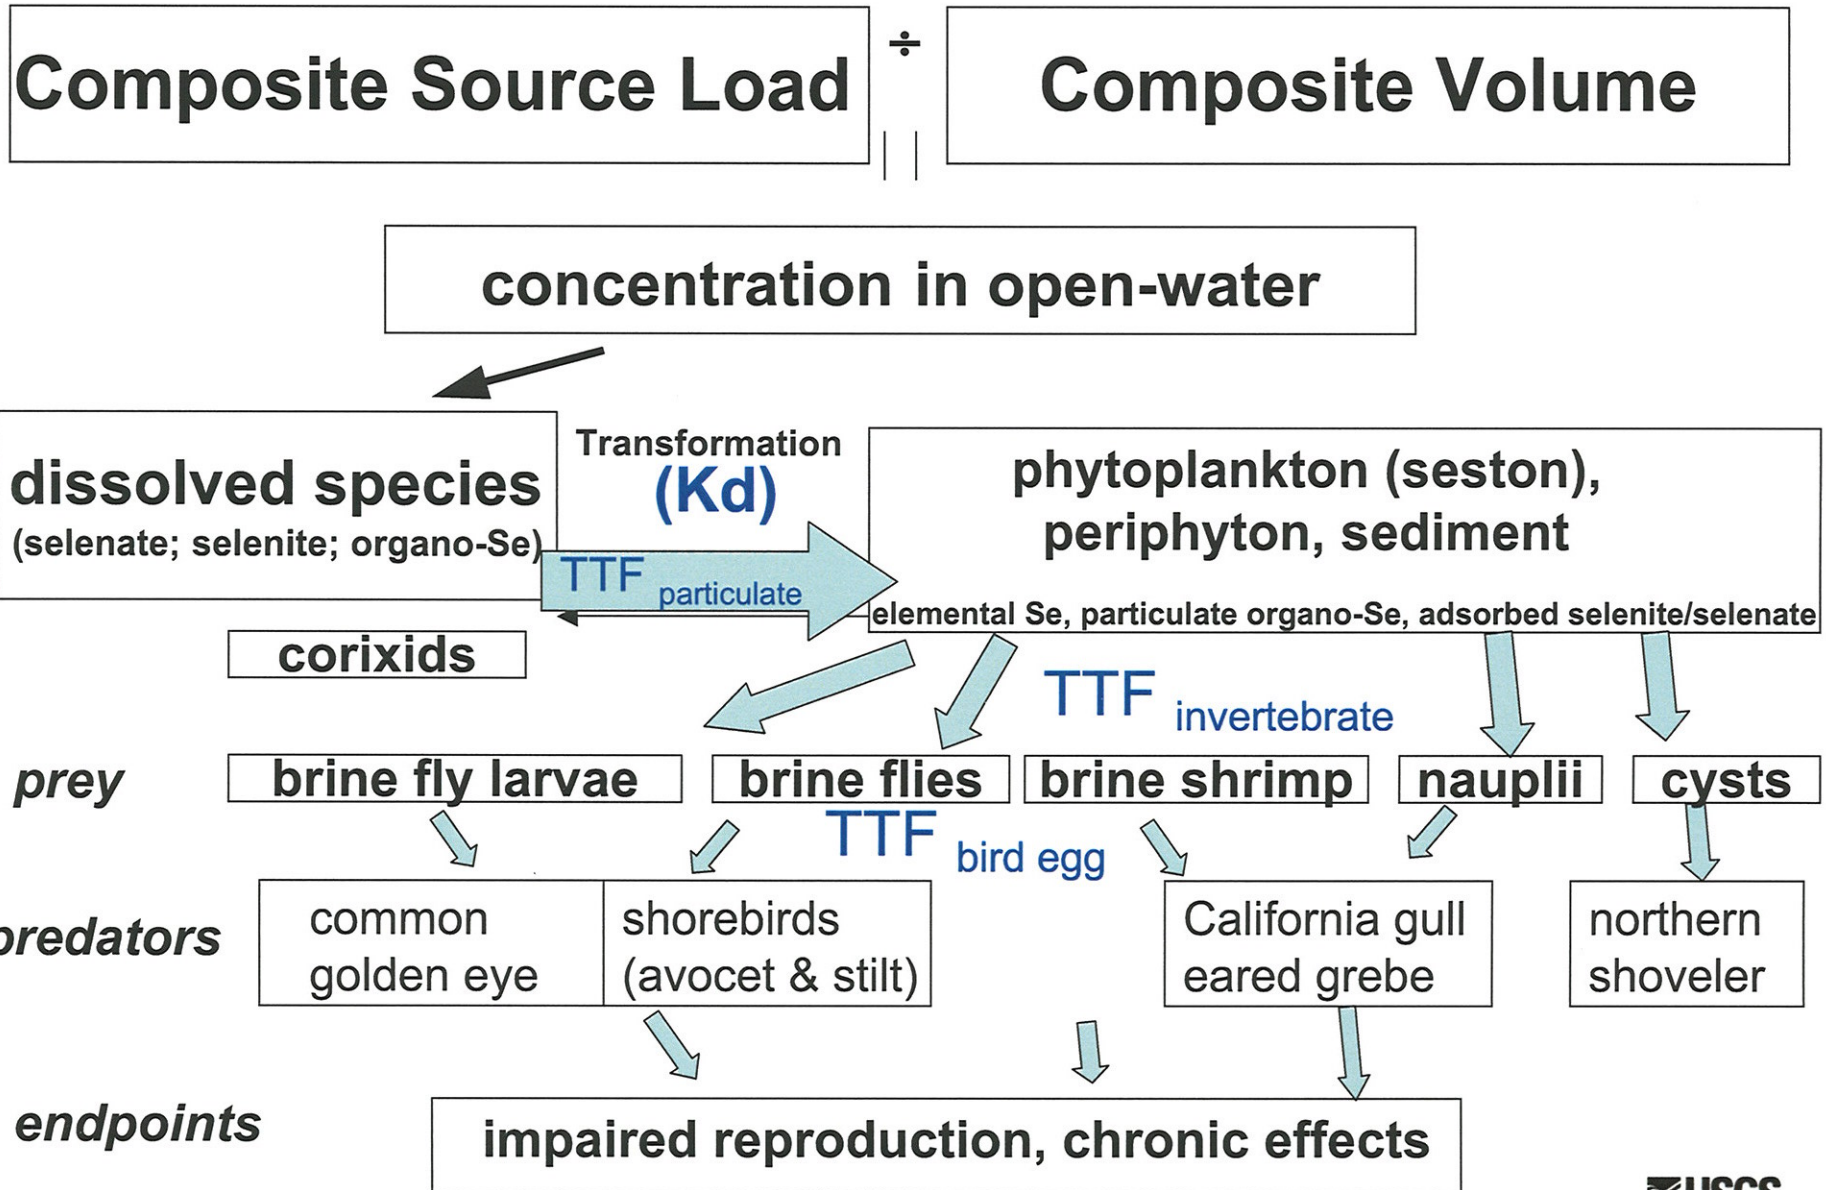 Composite Source Load
÷
Composite Volume
concentration in open-water
dissolved species
(selenate; selenite; organo-Se)
Transformation
(Kd)
TTF particulate
phytoplankton (seston),
periphyton, sediment
elemental Se, particulate organo-Se, adsorbed selenite/selenate
corixids
TTF invertebrate
prey
brine fly larvae
brine flies
brine shrimp
nauplii
cysts
TTF bird egg
predators
common
golden eye
shorebirds
(avocet & stilt)
California gull
eared grebe
northern
shoveler
endpoints
impaired reproduction, chronic effects
USGS